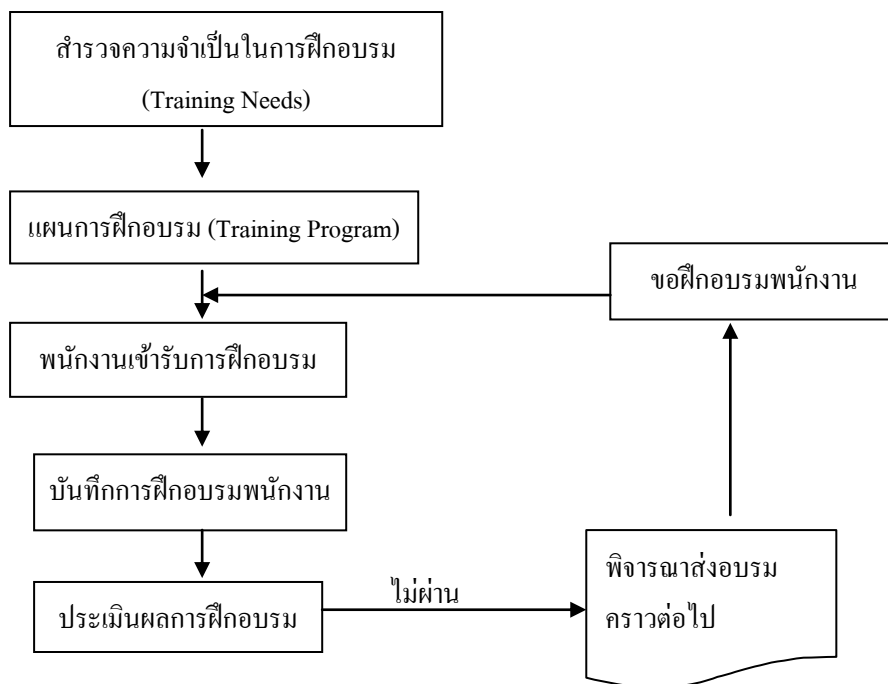 สำรวจความจำเป็นในการฝึกอบรม
(Training Needs)
แผนการฝึกอบรม (Training Program)
ขอฝึกอบรมพนักงาน
พนักงานเข้ารับการฝึกอบรม
บันทึกการฝึกอบรมพนักงาน
ประเมินผลการฝึกอบรม
ไม่ผ่าน
พิจารณาส่งอบรม
คราวต่อไป